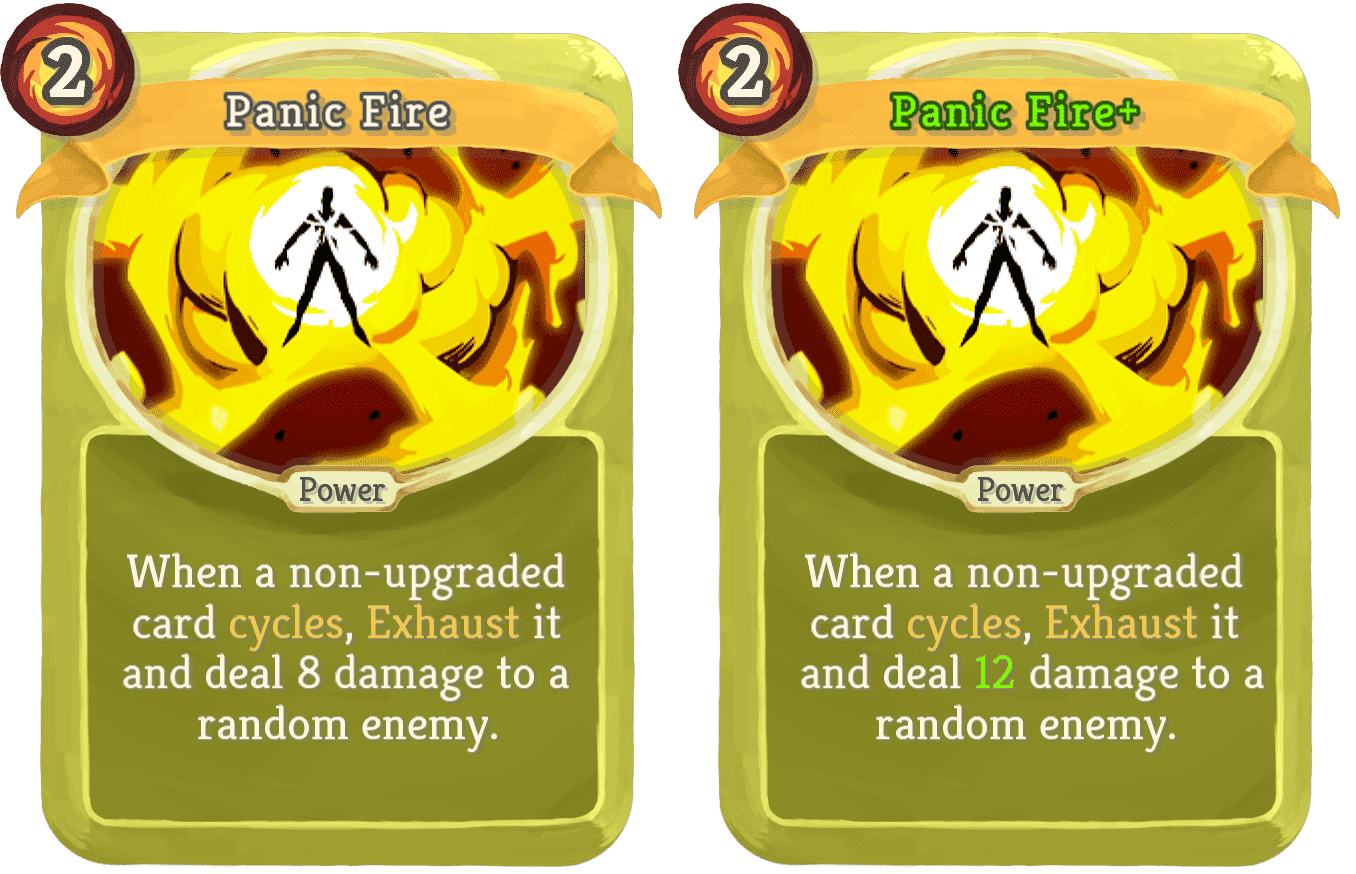 2
Panic Fire
Power
When a non-upgraded
card cycles, Exhaust it
and deal 8 damage to a
random enemy.
2
Panic Fire+
Power
When a non-upgraded
card cycles, Exhaust it
and deal 12 damage to a
random enemy.